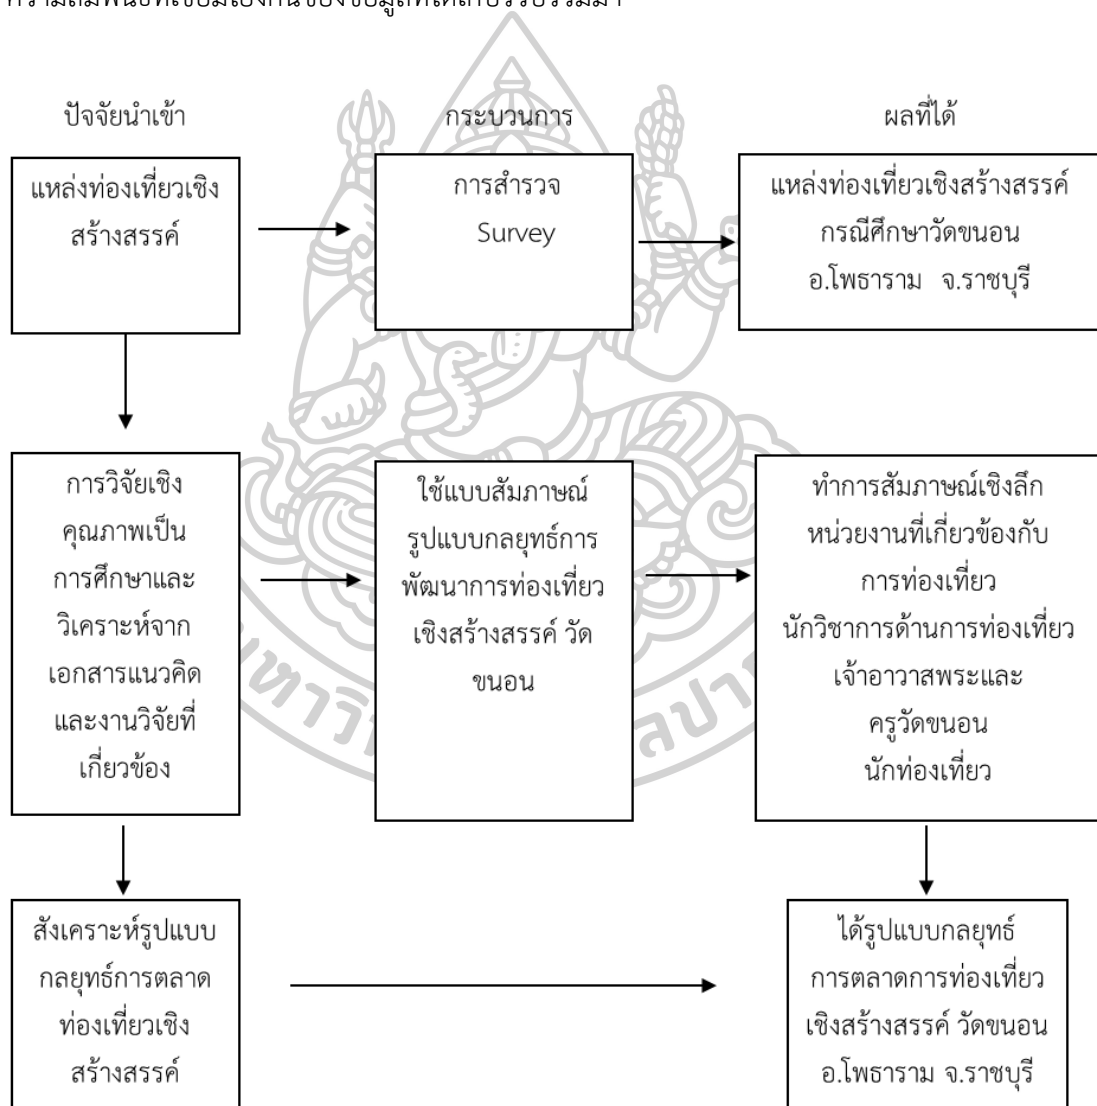 ปัจจัยนำเข้า
กระบวนการ
ผลที่ได้
แหล่งท่องเที่ยวเชิง
สร้างสรรค์
การสำรวจ
Survey
แหล่งท่องเที่ยวเชิงสร้างสรรค์
กรณีศึกษาวัดขนอน
อ.โพธาราม จ.ราชบุรี
การวิจัยเชิง
คุณภาพเป็น
การศึกษาและ
วิเคราะห์จาก
เอกสารแนวคิด
และงานวิจัยที่
เกี่ยวข้อง
ใช้แบบสัมภาษณ์
รูปแบบกลยุทธ์การ
พัฒนาการท่องเที่ยว
เชิงสร้างสรรค์ วัด
ขนอน
ทำการสัมภาษณ์เชิงลึก
หน่วยงานที่เกี่ยวข้องกับ
การท่องเที่ยว
นักวิชาการด้านการท่องเที่ยว
เจ้าอาวาสพระและ
ครูวัดขนอน
นักท่องเที่ยว
สังเคราะห์รูปแบบ
กลยุทธ์การตลาด
ท่องเที่ยวเชิง
สร้างสรรค์
ได้รูปแบบกลยุทธ์
การตลาดการท่องเที่ยว
เชิงสร้างสรรค์ วัดขนอน
อ.โพธาราม จ.ราชบุรี